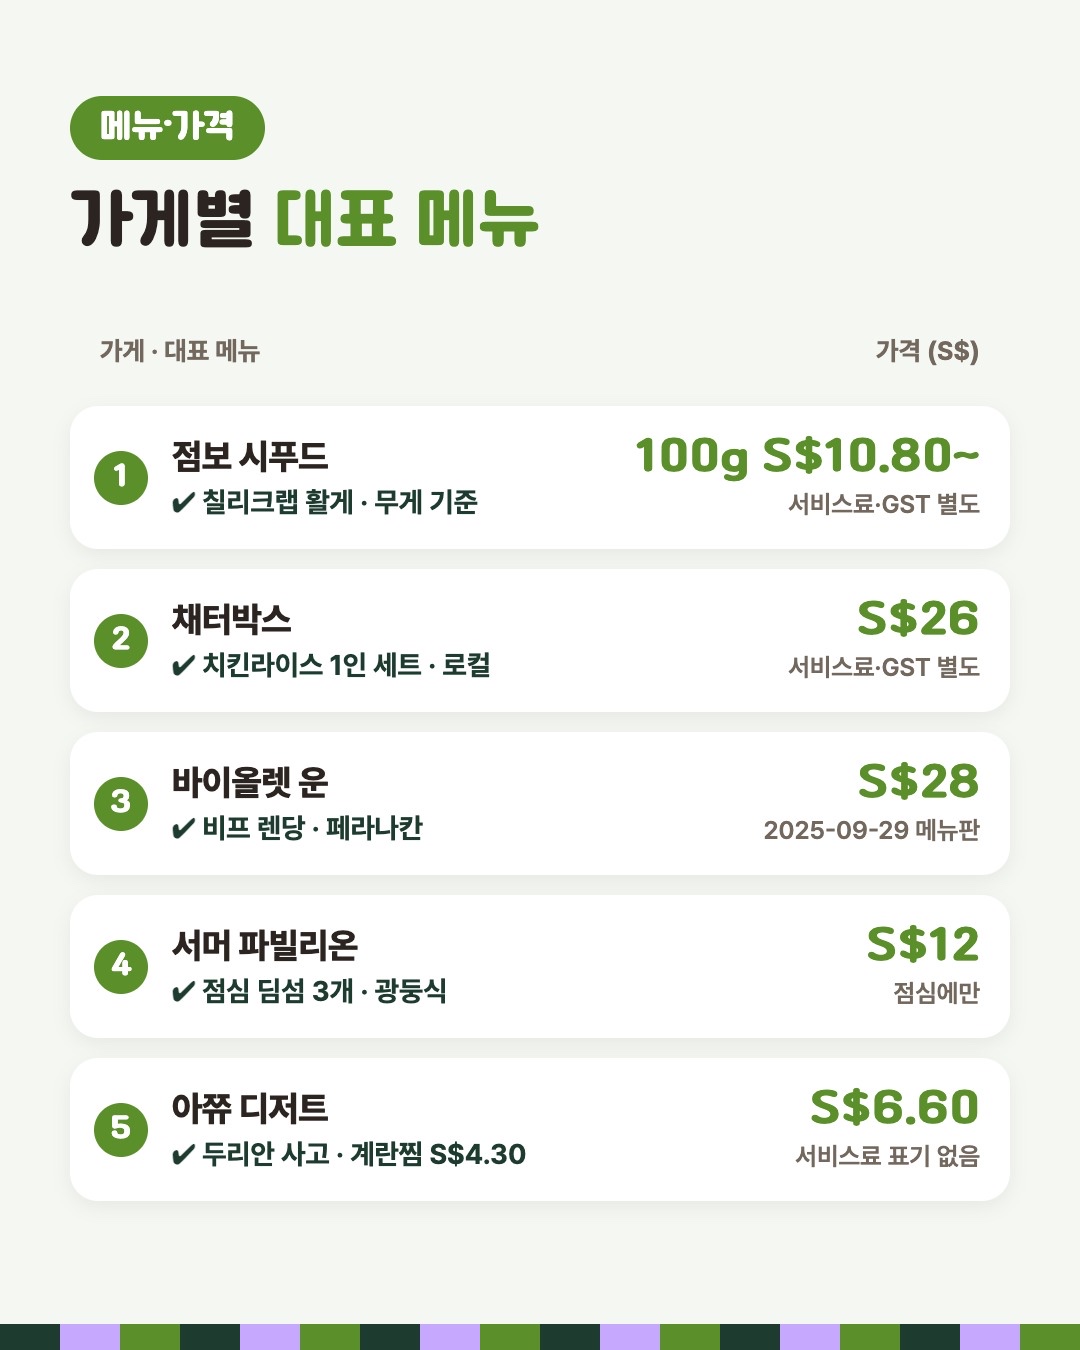 메뉴·가격
가게별 대표 메뉴
가게 · 대표 메뉴
가격 (S$)
1
점보 시푸드
100g S$10.80~
✔ 칠리크랩 활게 · 무게 기준
서비스료·GST 별도
2
채터박스
S$26
✔ 치킨라이스 1인 세트 · 로컬
서비스료·GST 별도
3
바이올렛 운
S$28
✔ 비프 렌당 · 페라나칸
2025-09-29 메뉴판
4
서머 파빌리온
S$12
✔ 점심 딤섬 3개 · 광둥식
점심에만
5
아쮸 디저트
S$6.60
✔ 두리안 사고 · 계란찜 S$4.30
서비스료 표기 없음